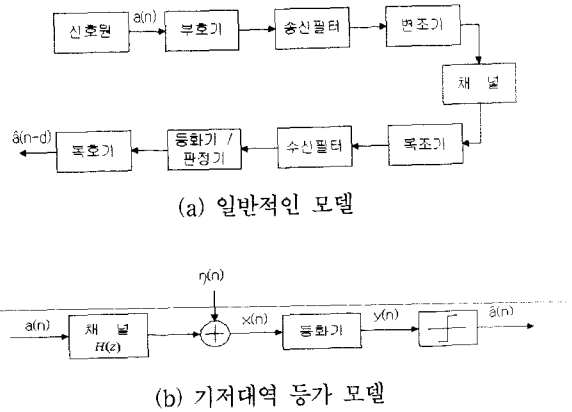 신호원
a(n)
부호기
송신필터
변조기
채 널
복조기
수신필터
등화기 /
판정기
복호기
â(n-d)
(a) 일반적인 모델
a(n)
채 널
H(z)
η(n)
x(n)
등화기
y(n)
â(n)
(b) 기저대역 등가 모델